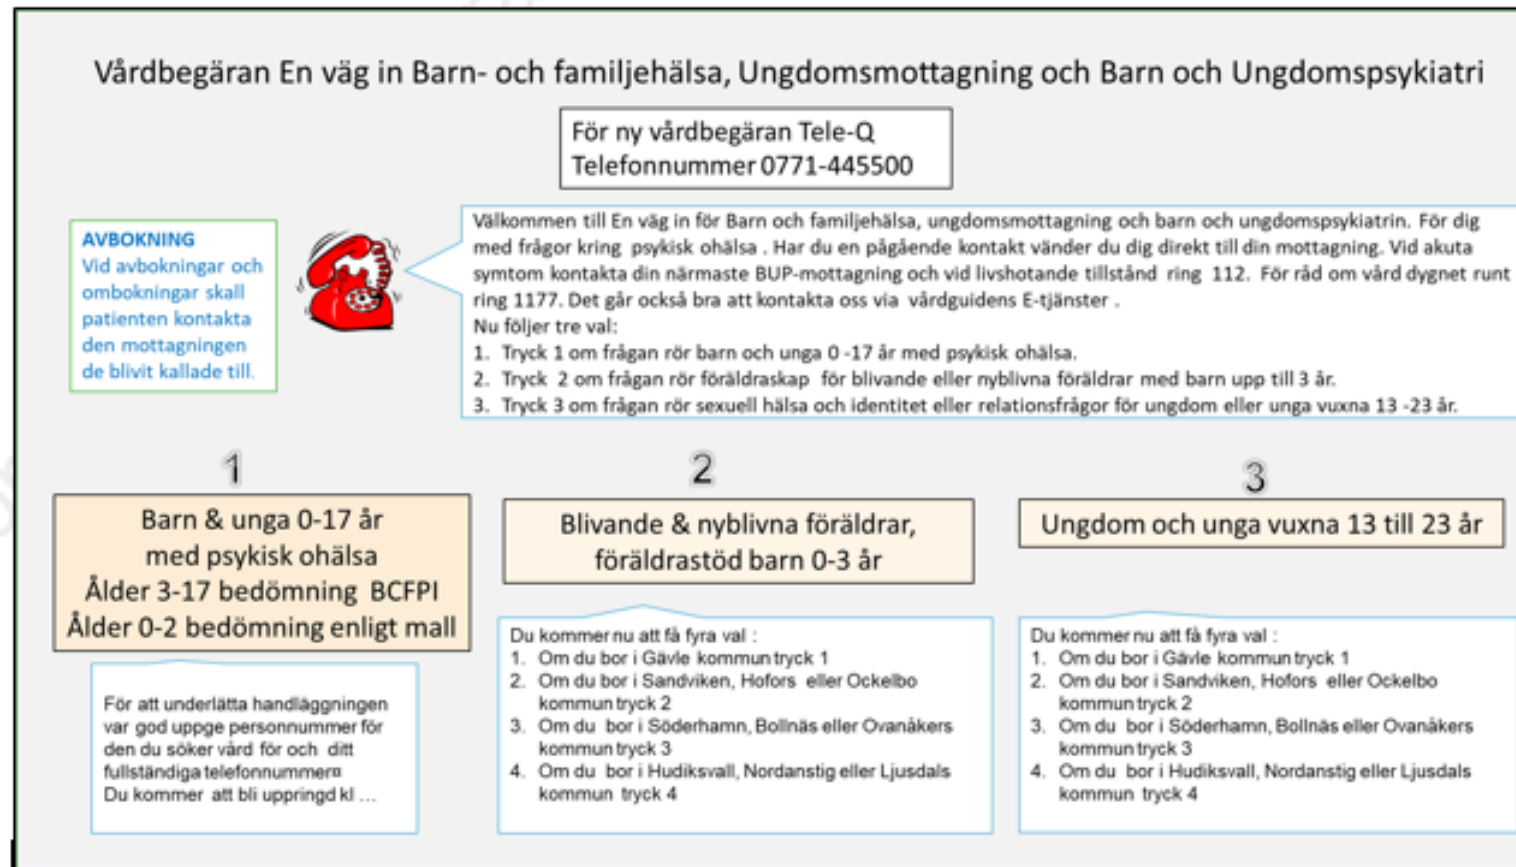 Vårdbegäran En väg in Barn- och familjehälsa, Ungdomsmottagning och Barn och Ungdomspsykiatri
För ny vårdbegäran Tele-Q
Telefonnummer 0771-445500
AVBOKNING
Vid avbokningar och
ombokningar skall
patienten kontakta
den mottagningen
de blivit kallade till.
Välkommen till En väg in för Barn och familjehälsa, ungdomsmottagning och barn och ungdomspsykiatrin. För dig
med frågor kring psykisk ohälsa . Har du en pågående kontakt vänder du dig direkt till din mottagning. Vid akuta
symtom kontakta din närmaste BUP-mottagning och vid livshotande tillstånd ring 112. För råd om vård dygnet runt
ring 1177. Det går också bra att kontakta oss via vårdguidens E-tjänster .
Nu följer tre val:
1. Tryck 1 om frågan rör barn och unga 0 -17 år med psykisk ohälsa.
2. Tryck 2 om frågan rör föräldraskap för blivande eller nyblivna föräldrar med barn upp till 3 år.
3. Tryck 3 om frågan rör sexuell hälsa och identitet eller relationsfrågor för ungdom eller unga vuxna 13 -23 år.
1
Barn & unga 0-17 år
med psykisk ohälsa
Ålder 3-17 bedömning BCFPI
Ålder 0-2 bedömning enligt mall
För att underlätta handläggningen
var god uppge personnummer för
den du söker vård för och ditt
fullständiga telefonnummer¤
Du kommer att bli uppringd kl ...
2
Blivande & nyblivna föräldrar,
föräldrastöd barn 0-3 år
Du kommer nu att få fyra val :
1. Om du bor i Gävle kommun tryck 1
2. Om du bor i Sandviken, Hofors eller Ockelbo
kommun tryck 2
3. Om du bor i Söderhamn, Bollnäs eller Ovanåkers
kommun tryck 3
4. Om du bor i Hudiksvall, Nordanstig eller Ljusdals
kommun tryck 4
3
Ungdom och unga vuxna 13 till 23 år
Du kommer nu att få fyra val :
1. Om du bor i Gävle kommun tryck 1
2. Om du bor i Sandviken, Hofors eller Ockelbo
kommun tryck 2
3. Om du bor i Söderhamn, Bollnäs eller Ovanåkers
kommun tryck 3
4. Om du bor i Hudiksvall, Nordanstig eller Ljusdals
kommun tryck 4